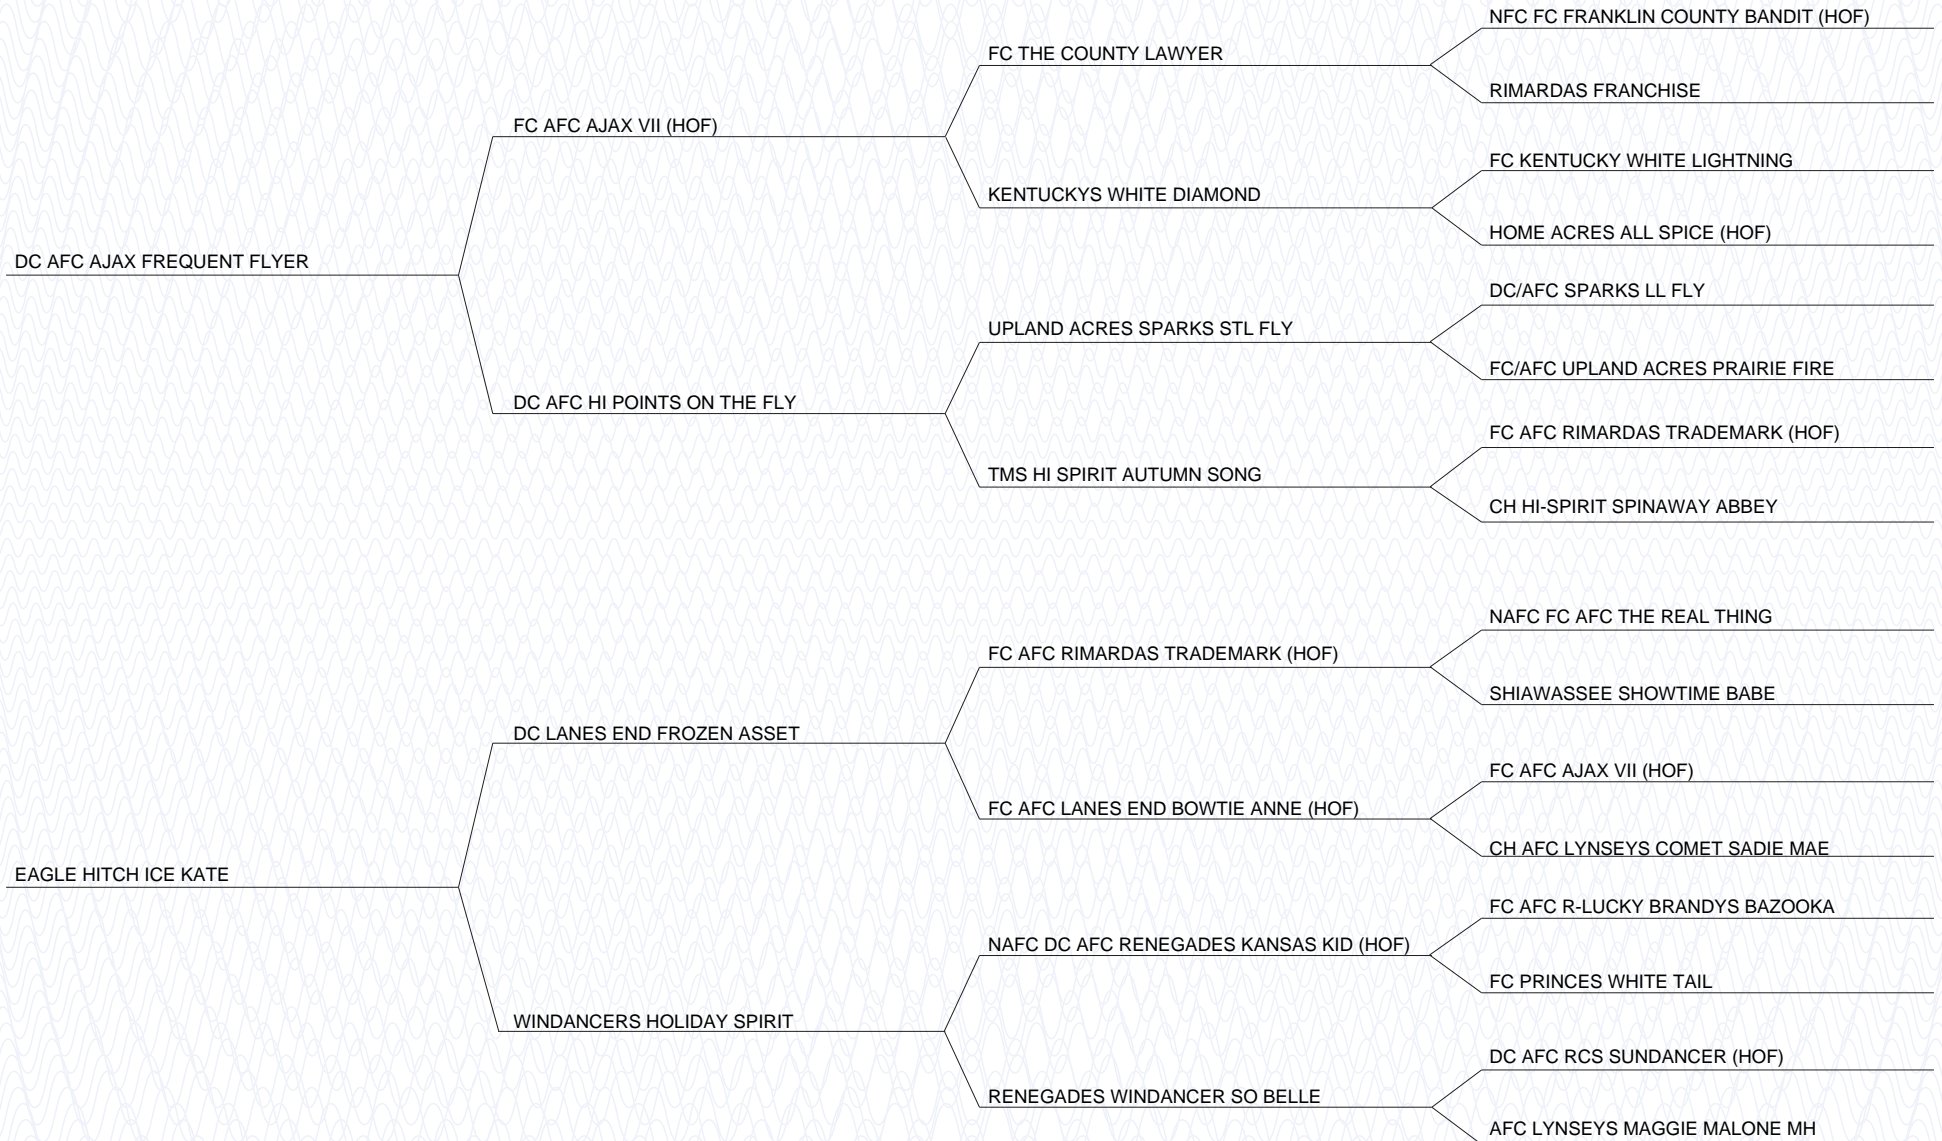 NFC FC FRANKLIN COUNTY BANDIT (HOF)
FC THE COUNTY LAWYER
RIMARDAS FRANCHISE
FC AFC AJAX VII (HOF)
FC KENTUCKY WHITE LIGHTNING
KENTUCKYS WHITE DIAMOND
HOME ACRES ALL SPICE (HOF)
DC AFC AJAX FREQUENT FLYER
DC/AFC SPARKS LL FLY
UPLAND ACRES SPARKS STL FLY
FC/AFC UPLAND ACRES PRAIRIE FIRE
DC AFC HI POINTS ON THE FLY
FC AFC RIMARDAS TRADEMARK (HOF)
TMS HI SPIRIT AUTUMN SONG
CH HI-SPIRIT SPINAWAY ABBEY
NAFC FC AFC THE REAL THING
FC AFC RIMARDAS TRADEMARK (HOF)
SHIAWASSEE SHOWTIME BABE
DC LANES END FROZEN ASSET
FC AFC AJAX VII (HOF)
FC AFC LANES END BOWTIE ANNE (HOF)
CH AFC LYNSEYS COMET SADIE MAE
EAGLE HITCH ICE KATE
FC AFC R-LUCKY BRANDYS BAZOOKA
NAFC DC AFC RENEGADES KANSAS KID (HOF)
FC PRINCES WHITE TAIL
WINDANCERS HOLIDAY SPIRIT
DC AFC RCS SUNDANCER (HOF)
RENEGADES WINDANCER SO BELLE
AFC LYNSEYS MAGGIE MALONE MH